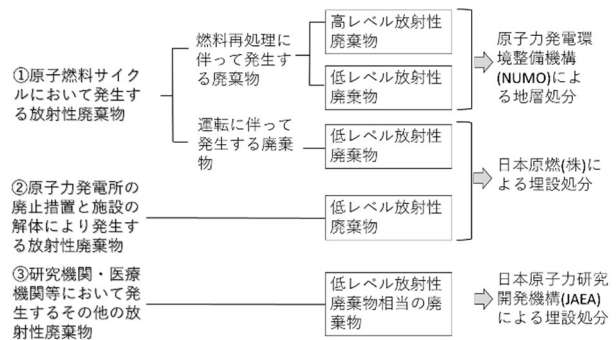 ①原子燃料サイクルにおいて発生する放射性廃棄物
燃料再処理に
伴って発生す
る廃棄物
高レベル放射性
廃棄物
低レベル放射性
廃棄物
原子力発電環
境整備機構
(NUMO)によ
る地層処分
運転に伴って
発生する廃棄
物
低レベル放射性
廃棄物
②原子力発電所の
廃止措置と施設の
解体により発生す
る放射性廃棄物
低レベル放射性
廃棄物
日本原燃(株)に
よる埋設処分
③研究機関・医療
機関等において発
生するその他の放
射性廃棄物
低レベル放射性
廃棄物相当の廃
棄物
日本原子力研究
開発機構(JAEA)
による埋設処分